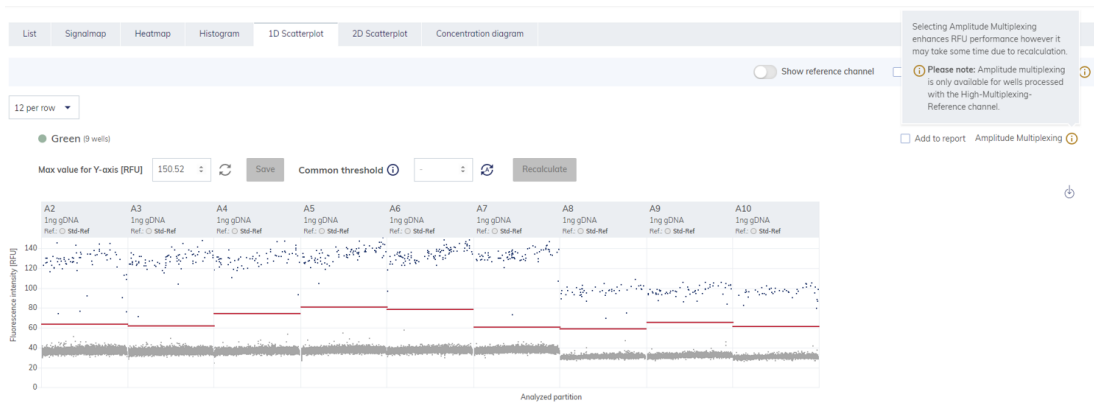 List Signalmap Heatmap Histogram 1D Scatterplot 2D Scatterplot Concentration diagram
Selecting Amplitude Multiplexing
enhances RFU performance however it
may take some time due to recalculation.
Please note: Amplitude multiplexing
is only available for wells processed
with the High-Multiplexing-
Reference channel.
Show reference channel
12 per row
Green (9 wells)
Add to report Amplitude Multiplexing
Max value for Y-axis [RFU] 150.52 Save Common threshold - Recalculate
A2 A3 A4 A5 A6 A7 A8 A9 A10
1ng gDNA 1ng gDNA 1ng gDNA 1ng gDNA 1ng gDNA 1ng gDNA 1ng gDNA 1ng gDNA 1ng gDNA
Ref.: Std-Ref Ref.: Std-Ref Ref.: Std-Ref Ref.: Std-Ref Ref.: Std-Ref Ref.: Std-Ref Ref.: Std-Ref Ref.: Std-Ref Ref.: Std-Ref
Fluorescence intensity [RFU]
140
120
100
80
60
40
20
0
Analyzed partition